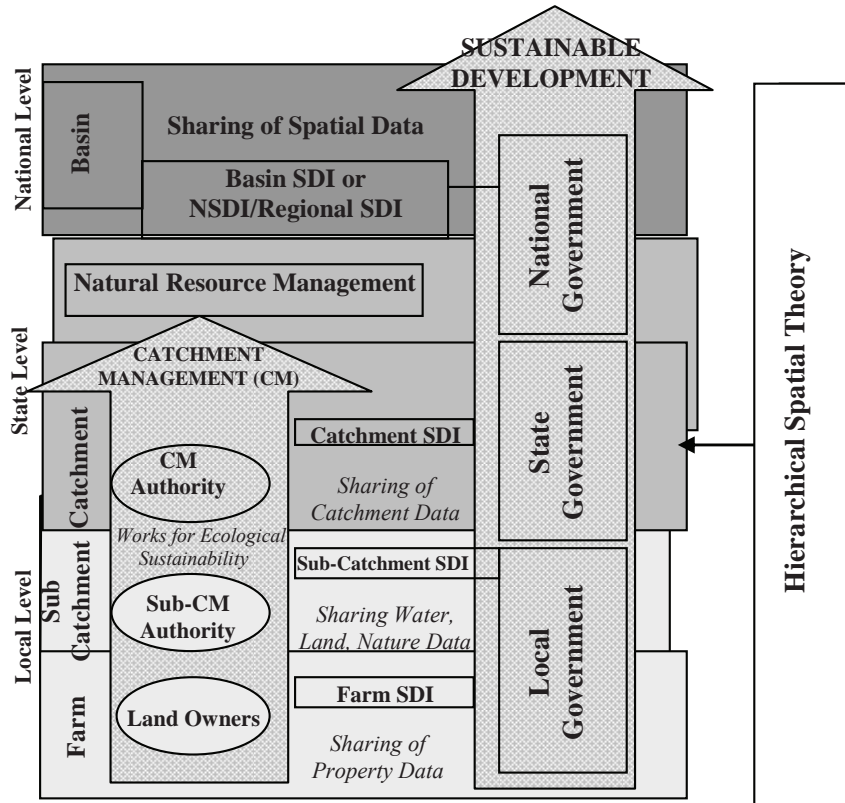 SUSTAINABLE
DEVELOPMENT
National Level
Basin
Sharing of Spatial Data
Basin SDI or
NSDI/Regional SDI
National
Government
Natural Resource Management
State Level
CATCHMENT
MANAGEMENT (CM)
Catchment
CM
Authority
Catchment SDI
Sharing of
Catchment Data
State
Government
Works for Ecological
Sustainability
Local Level
Sub
Catchment
Sub-CM
Authority
Sub-Catchment SDI
Sharing Water,
Land, Nature Data
Local
Government
Farm
Land Owners
Farm SDI
Sharing of
Property Data
Hierarchical Spatial Theory